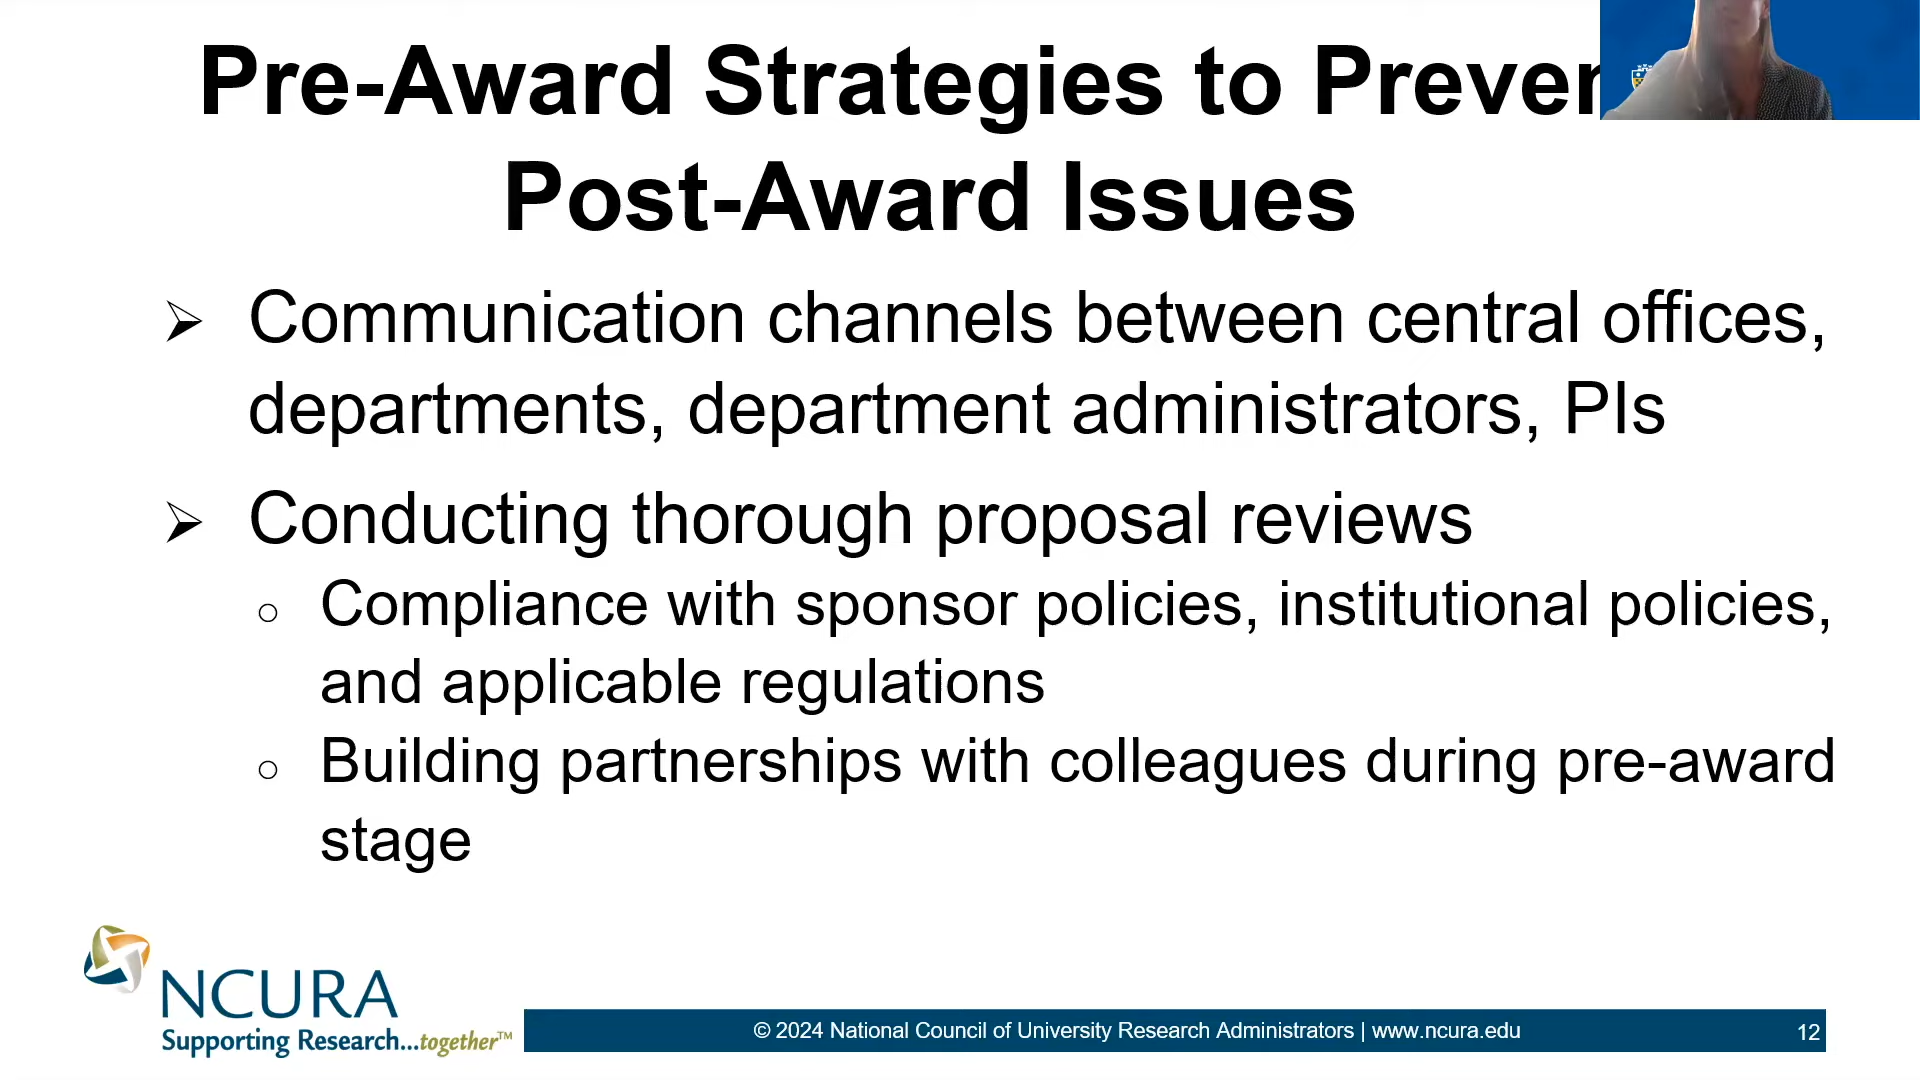 Pre-Award Strategies to Preven
Post-Award Issues
➢ Communication channels between central offices,
departments, department administrators, PIs
➢ Conducting thorough proposal reviews
○ Compliance with sponsor policies, institutional policies,
and applicable regulations
○ Building partnerships with colleagues during pre-award
stage
NCURA
Supporting Research...together™
© 2024 National Council of University Research Administrators | www.ncura.edu
12